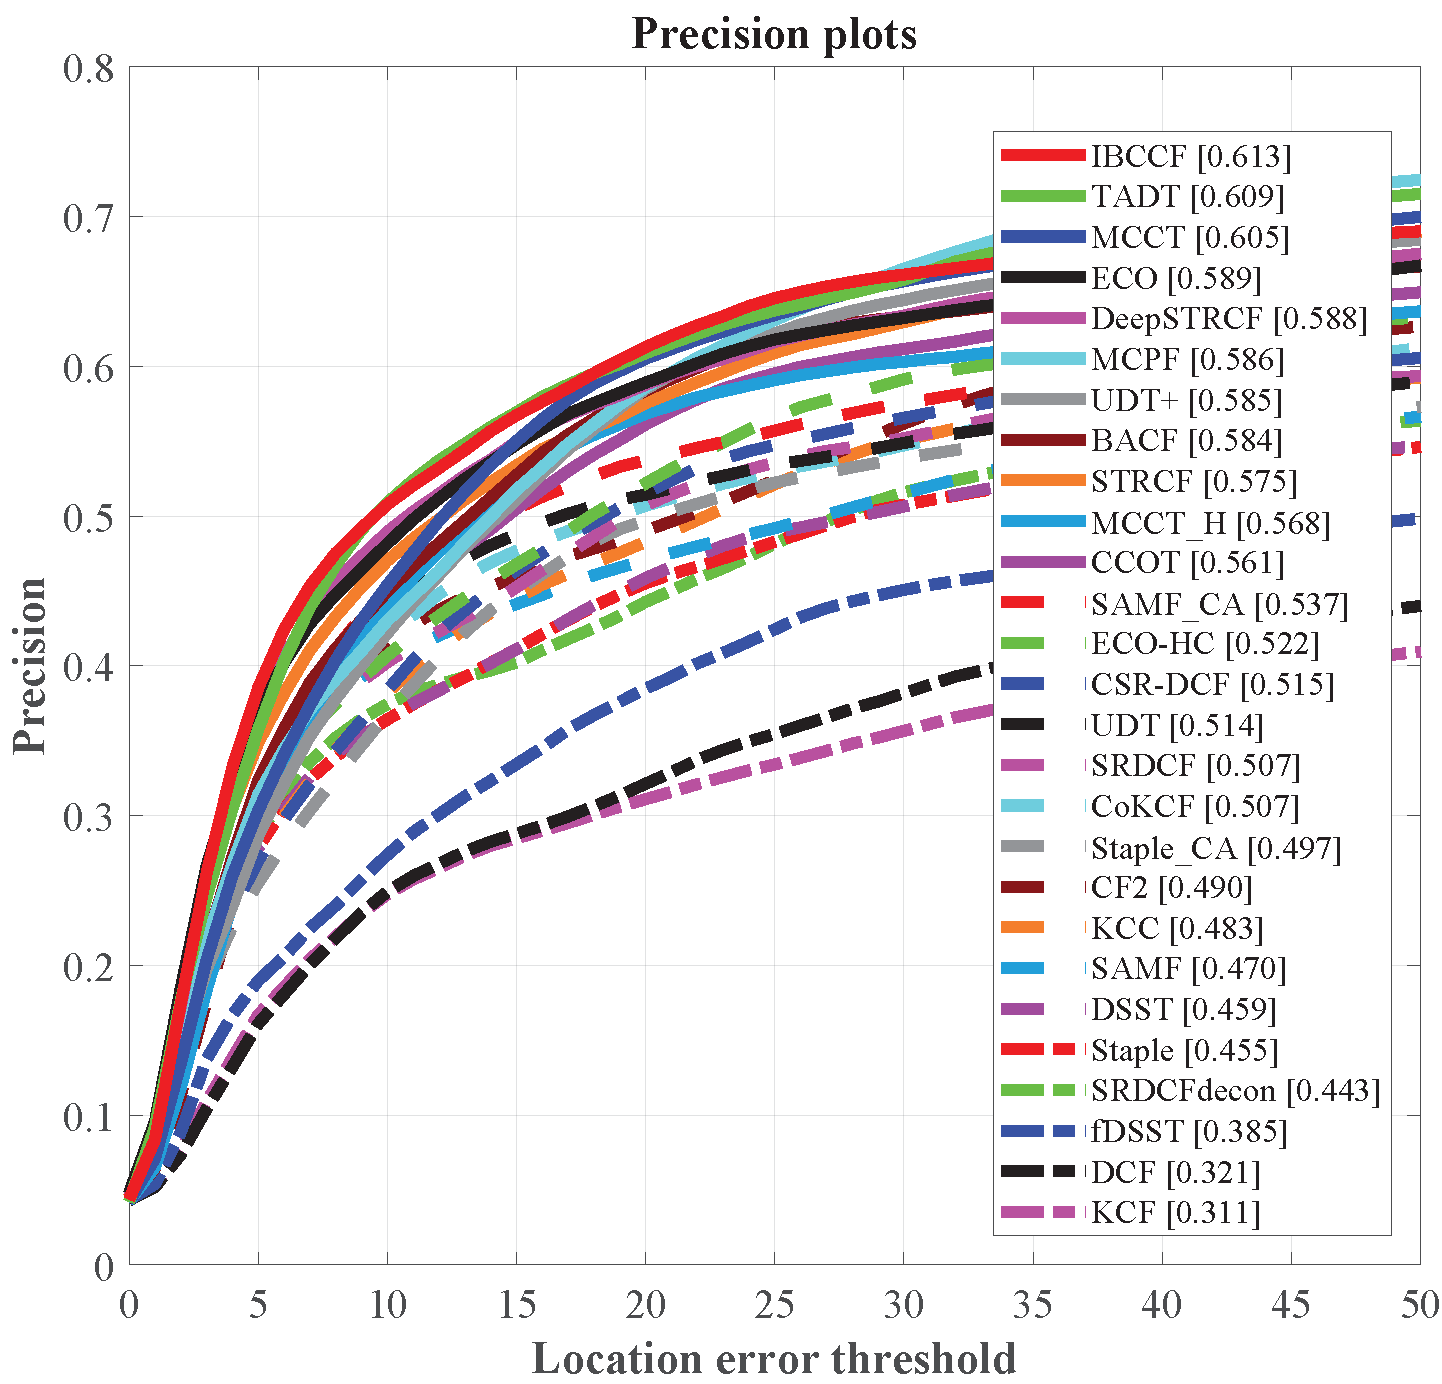 Precision plots
0.8
0.7
0.6
0.5
0.4
0.3
0.2
0.1
0
Precision
IBCCF [0.613]
TADT [0.609]
MCCT [0.605]
ECO [0.589]
DeepSTRCF [0.588]
MCPF [0.586]
UDT+ [0.585]
BACF [0.584]
STRCF [0.575]
MCCT_H [0.568]
CCOT [0.561]
SAMF_CA [0.537]
ECO-HC [0.522]
CSR-DCF [0.515]
UDT [0.514]
SRDCF [0.507]
CoKCF [0.507]
Staple_CA [0.497]
CF2 [0.490]
KCC [0.483]
SAMF [0.470]
DSST [0.459]
Staple [0.455]
SRDCFdecon [0.443]
fDSST [0.385]
DCF [0.321]
KCF [0.311]
0 5 10 15 20 25 30 35 40 45 50
Location error threshold